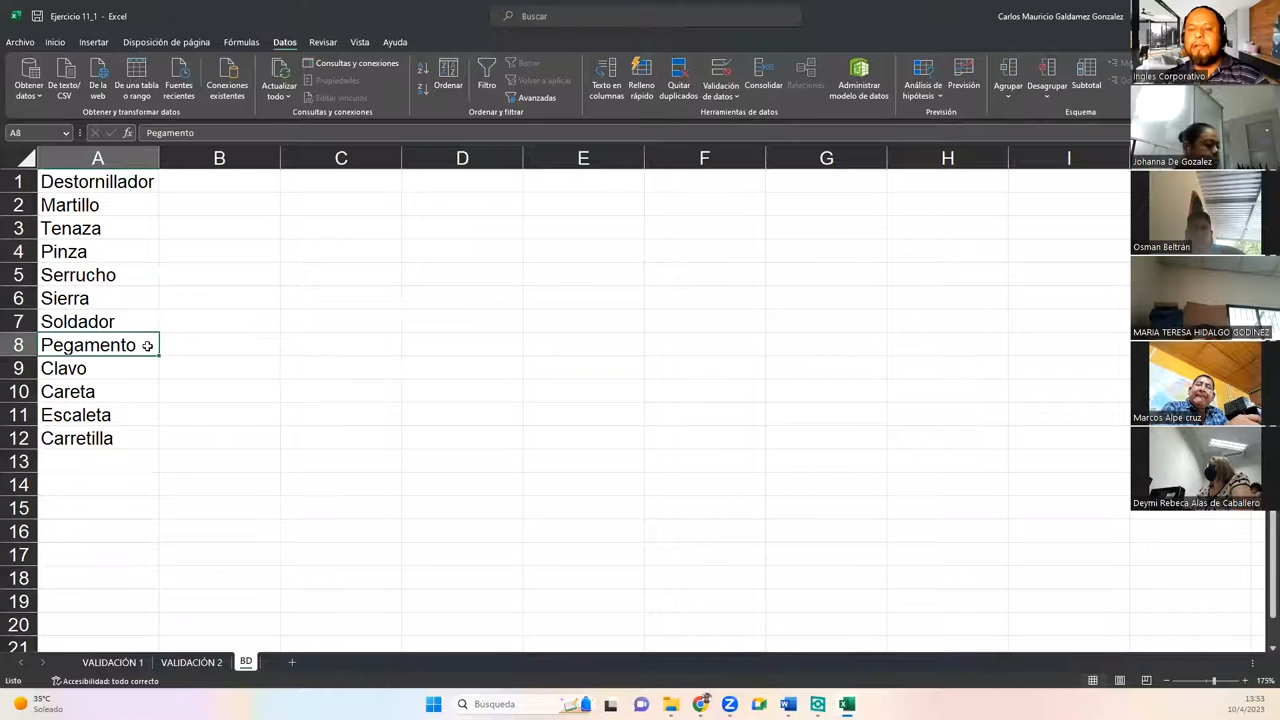 Ejercicio 11_1 - Excel
Buscar
Carlos Mauricio Galdamez Gonzalez
Archivo Inicio Insertar Disposición de página Fórmulas Datos Revisar Vista Ayuda
Obtener datos
De texto/ CSV
De la web
De una tabla o rango
Fuentes recientes
Conexiones existentes
Obtener y transformar datos
Actualizar todo
Consultas y conexiones
Propiedades
Editar vínculos
Consultas y conexiones
Filtro
Borrar
Volver a aplicar
Avanzadas
Ordenar y filtrar
Texto en columnas
Relleno rápido
Quitar duplicados
Validación de datos
Consolidar
Relaciones
Administrar modelo de datos
Herramientas de datos
Análisis de hipótesis
Previsión
Previsión
Agrupar
Desagrupar
Subtotal
Esquema
A8
fx
Pegamento
A B C D E F G H I
1 Destornillador
2 Martillo
3 Tenaza
4 Pinza
5 Serrucho
6 Sierra
7 Soldador
8 Pegamento
9 Clavo
10 Careta
11 Escaleta
12 Carretilla
13
14
15
16
17
18
19
20
21
VALIDACIÓN 1 VALIDACIÓN 2 BD
Listo
Accesibilidad: todo correcto
175%
35°C
Soleado
Búsqueda
13:53
10/4/2023
Ingles Corporativo
Johanna De Gozalez
Osman Beltrán
MARIA TERESA HIDALGO GODINEZ
Marcos Alpe cruz
Deymi Rebeca Alas de Caballero